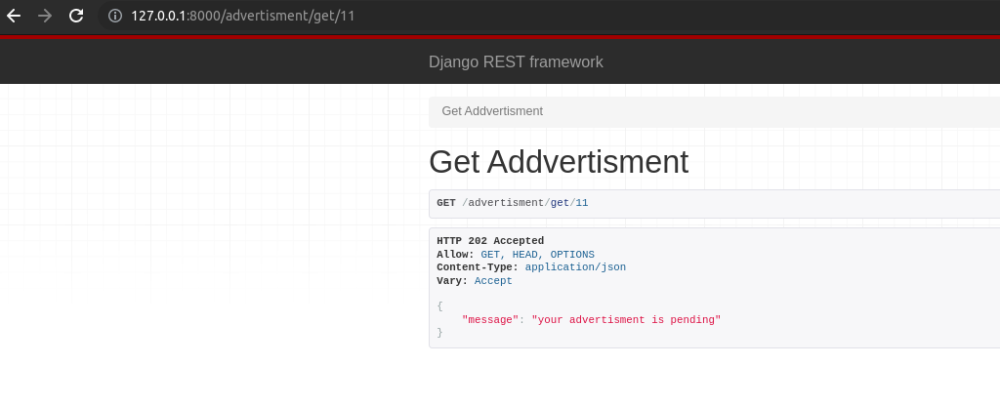 127.0.0.1:8000/advertisment/get/11
Django REST framework
Get Addvertisment
Get Addvertisment
GET /advertisment/get/11
HTTP 202 Accepted
Allow: GET, HEAD, OPTIONS
Content-Type: application/json
Vary: Accept
{
    "message": "your advertisment is pending"
}